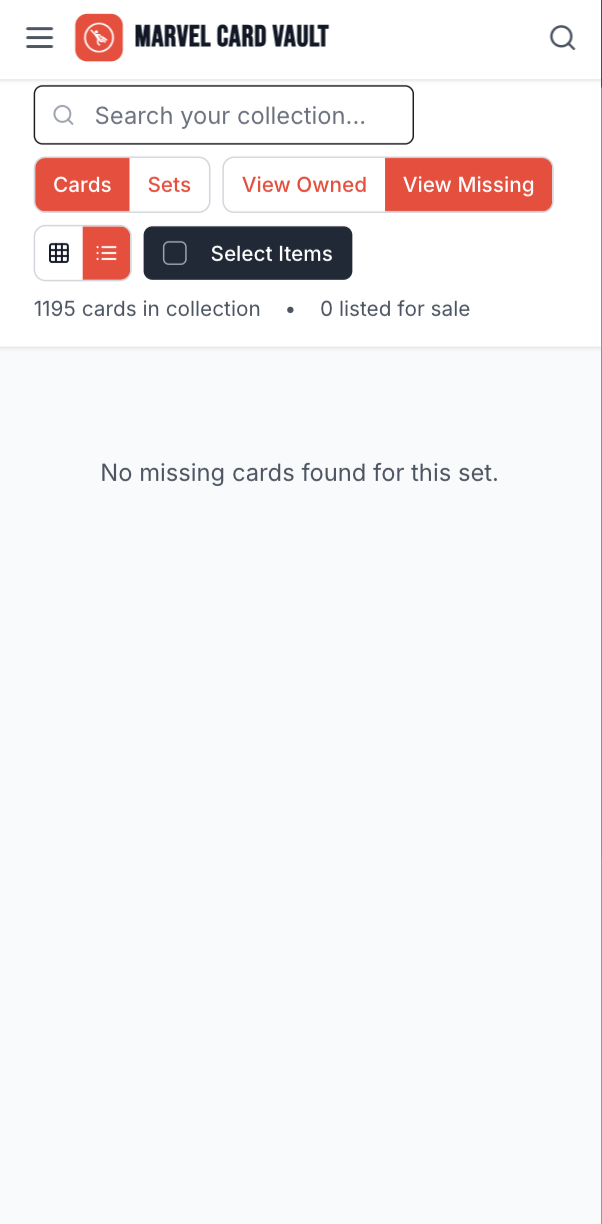 MARVEL CARD VAULT
Search your collection...
Cards Sets View Owned View Missing
Select Items
1195 cards in collection • 0 listed for sale
No missing cards found for this set.